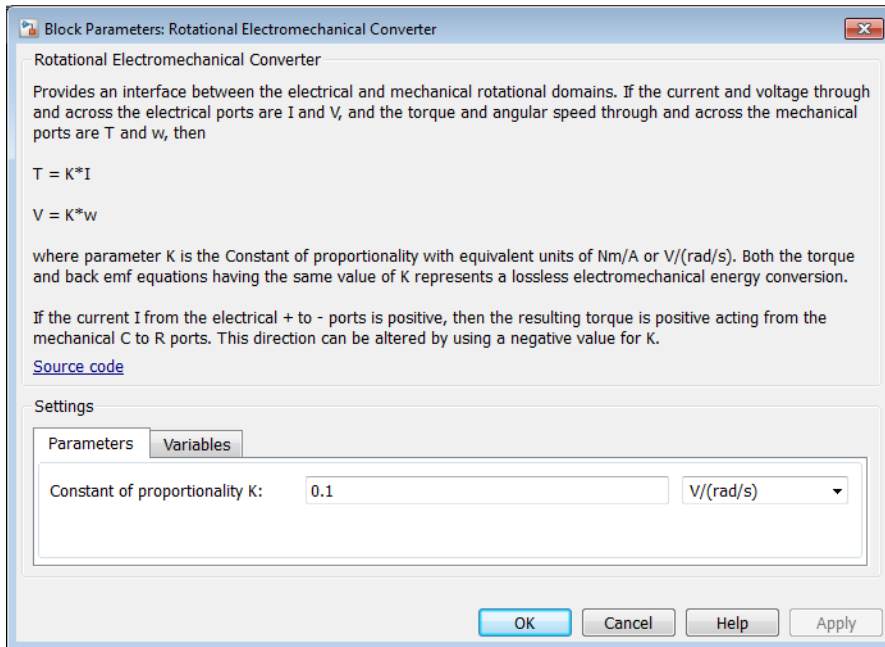 Block Parameters: Rotational Electromechanical Converter
Rotational Electromechanical Converter
Provides an interface between the electrical and mechanical rotational domains. If the current and voltage through
and across the electrical ports are I and V, and the torque and angular speed through and across the mechanical
ports are T and w, then
T = K*I
V = K*w
where parameter K is the Constant of proportionality with equivalent units of Nm/A or V/(rad/s). Both the torque
and back emf equations having the same value of K represents a lossless electromechanical energy conversion.
If the current I from the electrical + to - ports is positive, then the resulting torque is positive acting from the
mechanical C to R ports. This direction can be altered by using a negative value for K.
Source code
Settings
Parameters Variables
Constant of proportionality K: 0.1 V/(rad/s)
OK Cancel Help Apply